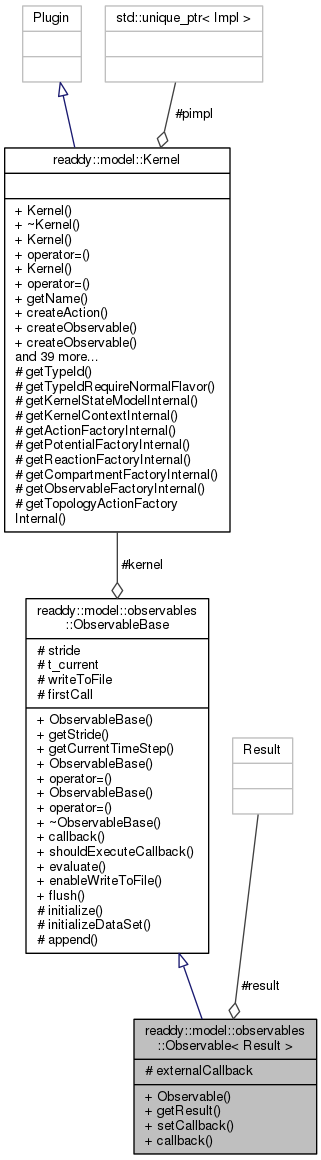 Plugin
std::unique_ptr< Impl >
#pimpl
readdy::model::Kernel
+ Kernel()
+ ~Kernel()
+ Kernel()
+ operator=()
+ Kernel()
+ operator=()
+ getName()
+ createAction()
+ createObservable()
+ createObservable()
and 39 more...
# getTypeId()
# getTypeIdRequireNormalFlavor()
# getKernelStateModelInternal()
# getKernelContextInternal()
# getActionFactoryInternal()
# getPotentialFactoryInternal()
# getReactionFactoryInternal()
# getCompartmentFactoryInternal()
# getObservableFactoryInternal()
# getTopologyActionFactory
Internal()
#kernel
readdy::model::observables
::ObservableBase
# stride
# t_current
# writeToFile
# firstCall
+ ObservableBase()
+ getStride()
+ getCurrentTimeStep()
+ ObservableBase()
+ operator=()
+ ObservableBase()
+ operator=()
+ ~ObservableBase()
+ callback()
+ shouldExecuteCallback()
+ evaluate()
+ enableWriteToFile()
+ flush()
# initialize()
# initializeDataSet()
# append()
Result
#result
readdy::model::observables
::Observable< Result >
# externalCallback
+ Observable()
+ getResult()
+ setCallback()
+ callback()